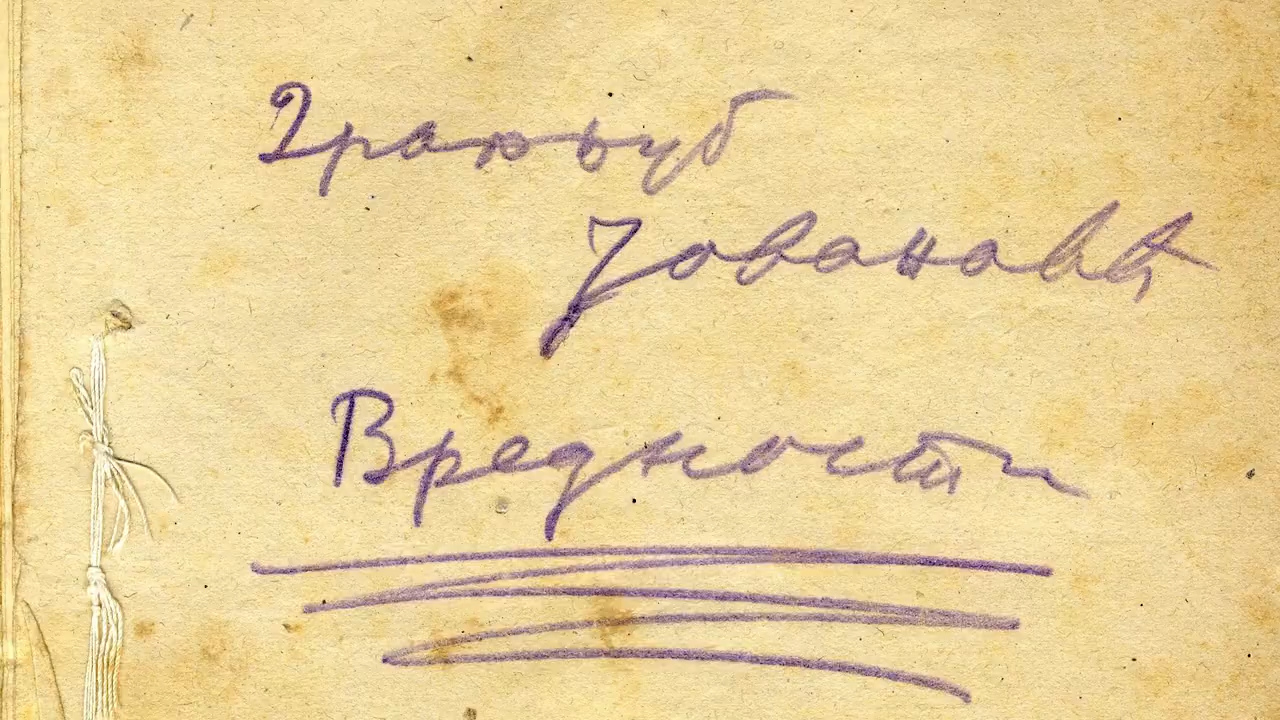 Драгољуб
Јовановић
Вредности